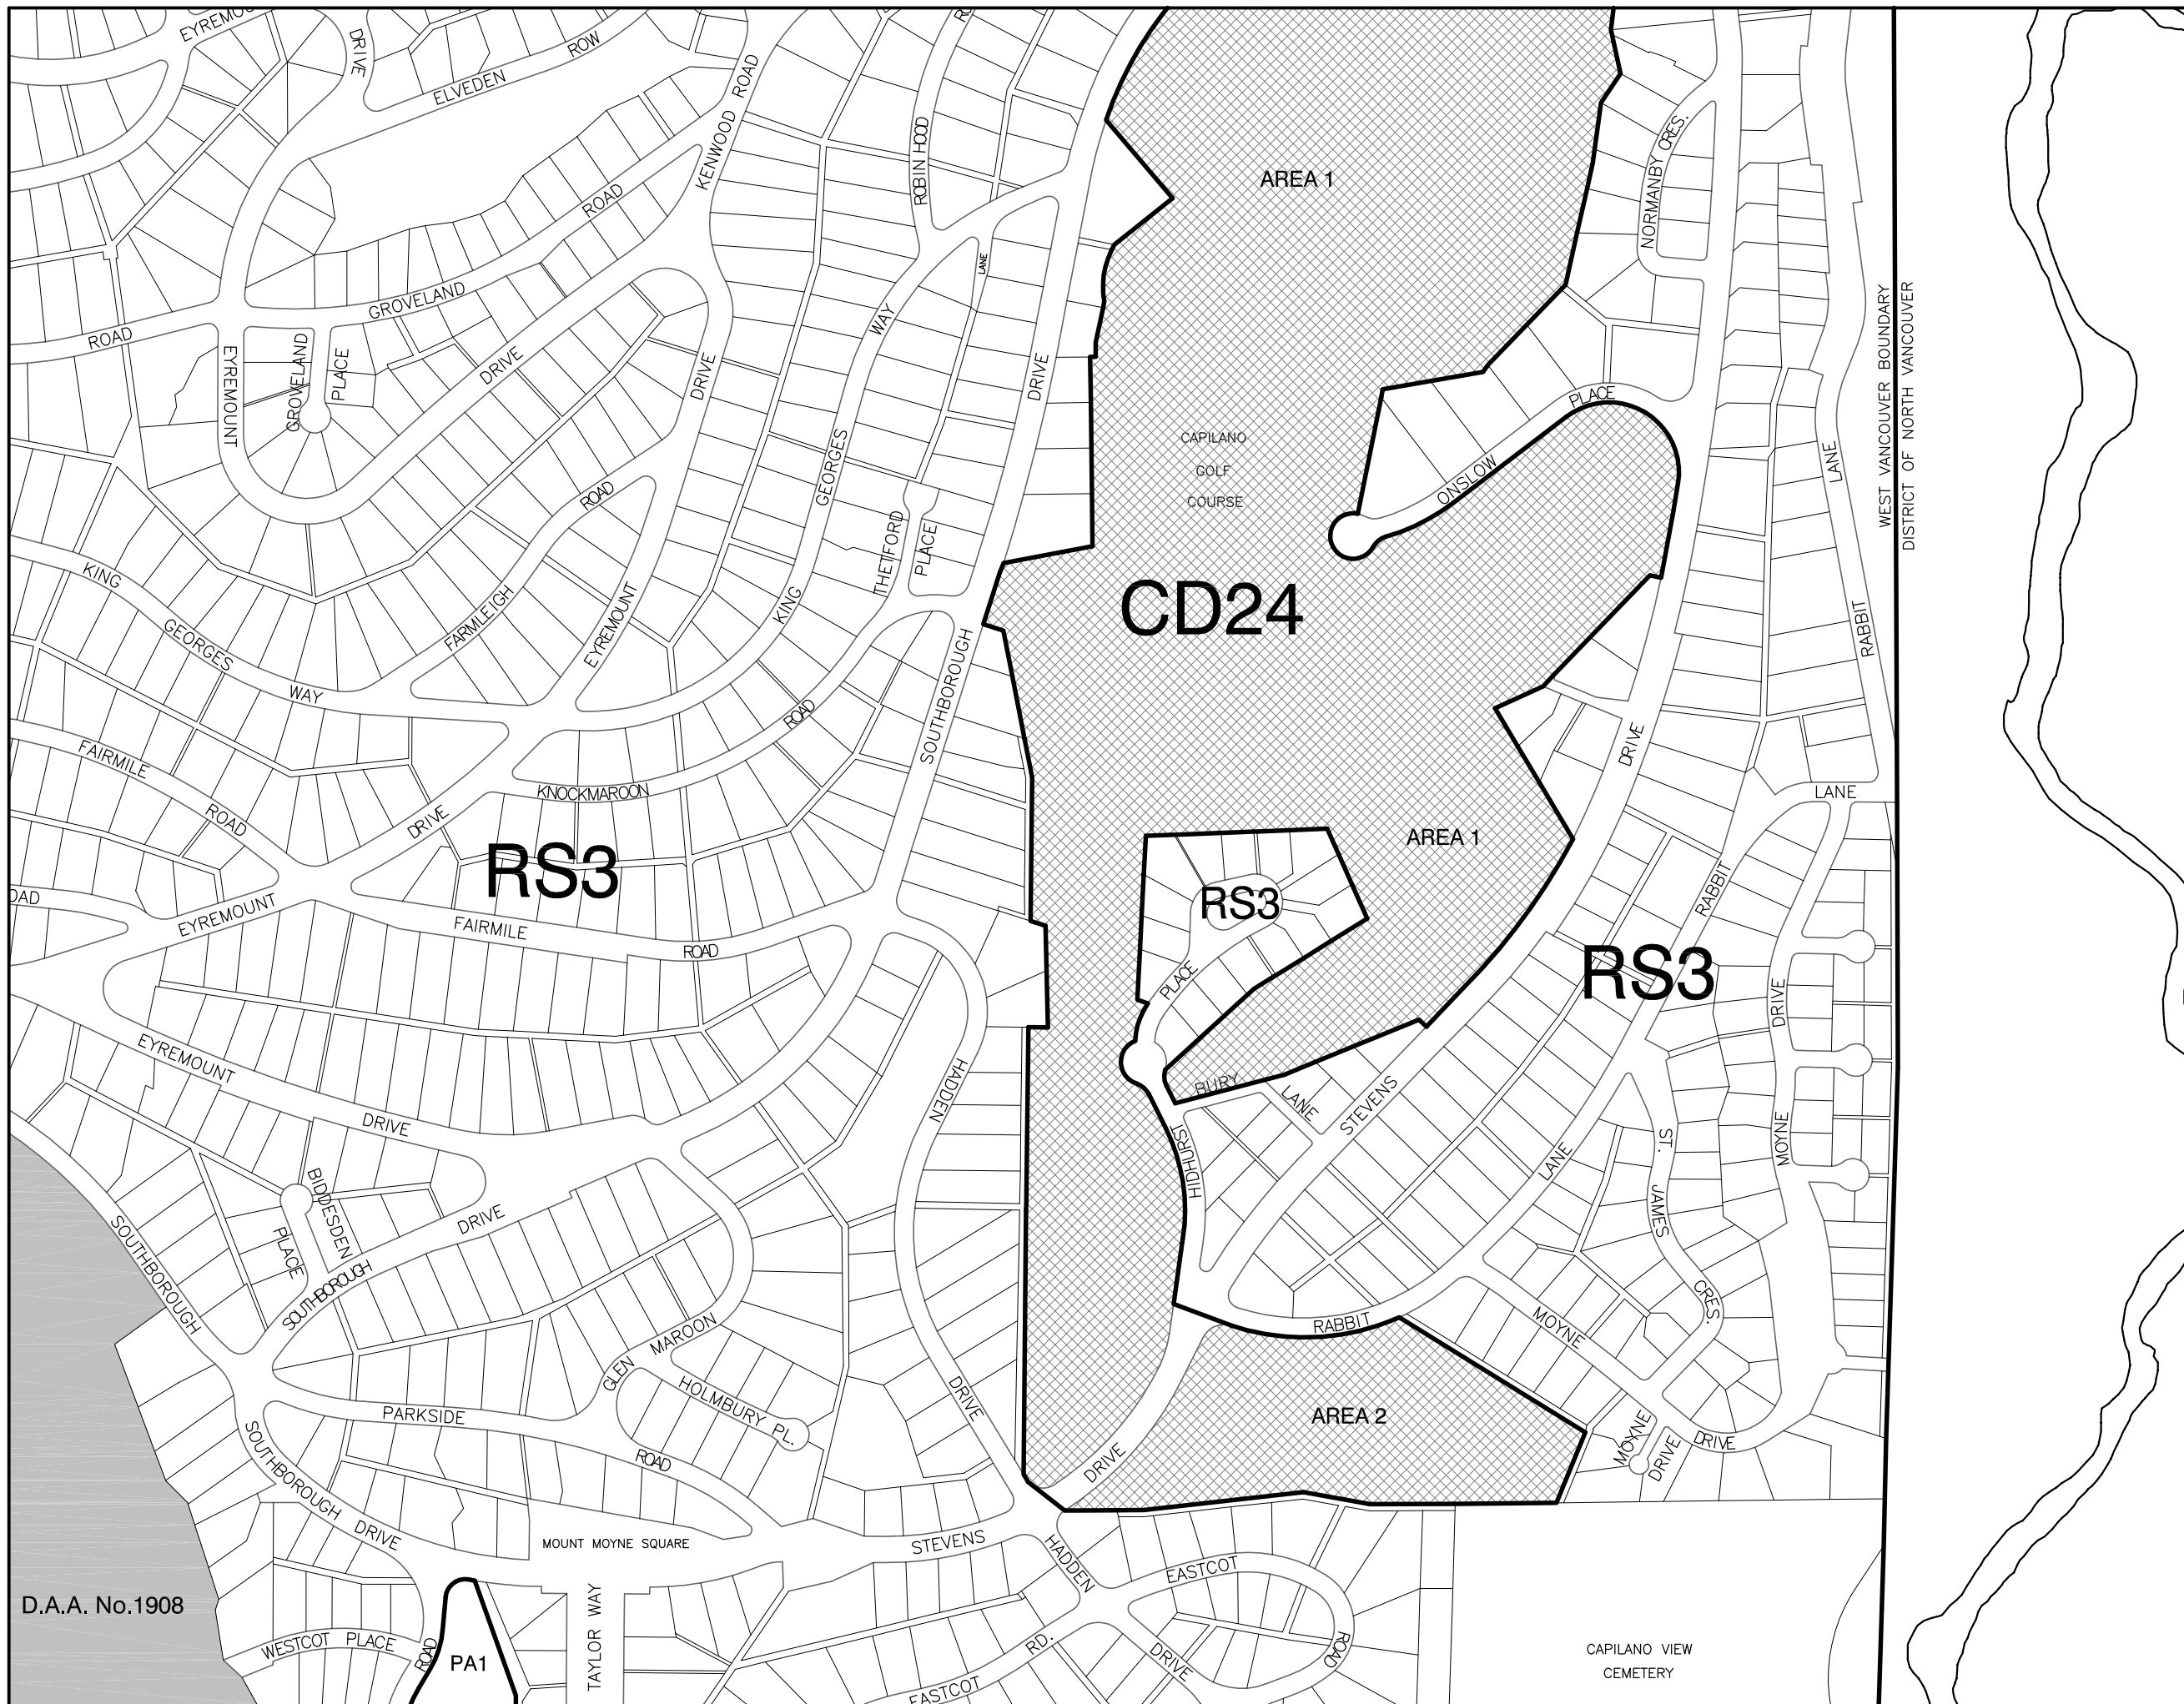 EYREMOU
DRIVE
ELVEDEN
ROW
KENWOOD ROAD
ROBIN HOOD
NORMANBY CRES.
AREA 1
ROAD
LANE
GROVELAND
ROAD
EYREMOUNT
GROVELAND
PLACE
DRIVE
DRIVE
WAY
DRIVE
WEST VANCOUVER BOUNDARY
DISTRICT OF NORTH VANCOUVER
PLACE
CAPILANO
GOLF
COURSE
ONSLOW
LANE
GEORGES
ROAD
THETFORD
PLACE
KING
GEORGES
WAY
FARMLEIGH
EYREMOUNT
KING
CD24
RABBIT
SOUTHBOROUGH
ROAD
DRIVE
FAIRMILE
ROAD
DRIVE
KNOCKMAROON
LANE
RS3
AREA 1
RS3
RABBIT
OAD
EYREMOUNT
FAIRMILE
ROAD
PLACE
RS3
DRIVE
EYREMOUNT
DRIVE
HADDEN
BURY
LANE
STEVENS
HIDHURST
LANE
ST.
JAMES
CRES.
MOYNE
BIDDESDEN
PLACE
SOUTHBOROUGH
DRIVE
SOUTHBOROUGH
GLEN
MAROON
RABBIT
MOYNE
HOLMBURY PL.
DRIVE
PARKSIDE
ROAD
AREA 2
DRIVE
MOYNE
DRIVE
DRIVE
SOUTHBOROUGH DRIVE
MOUNT MOYNE SQUARE
STEVENS
HADDEN
EASTCOT
D.A.A. No.1908
WESTCOT PLACE
ROAD
PA1
TAYLOR WAY
EASTCOT
RD.
DRIVE
ROAD
CAPILANO VIEW
CEMETERY